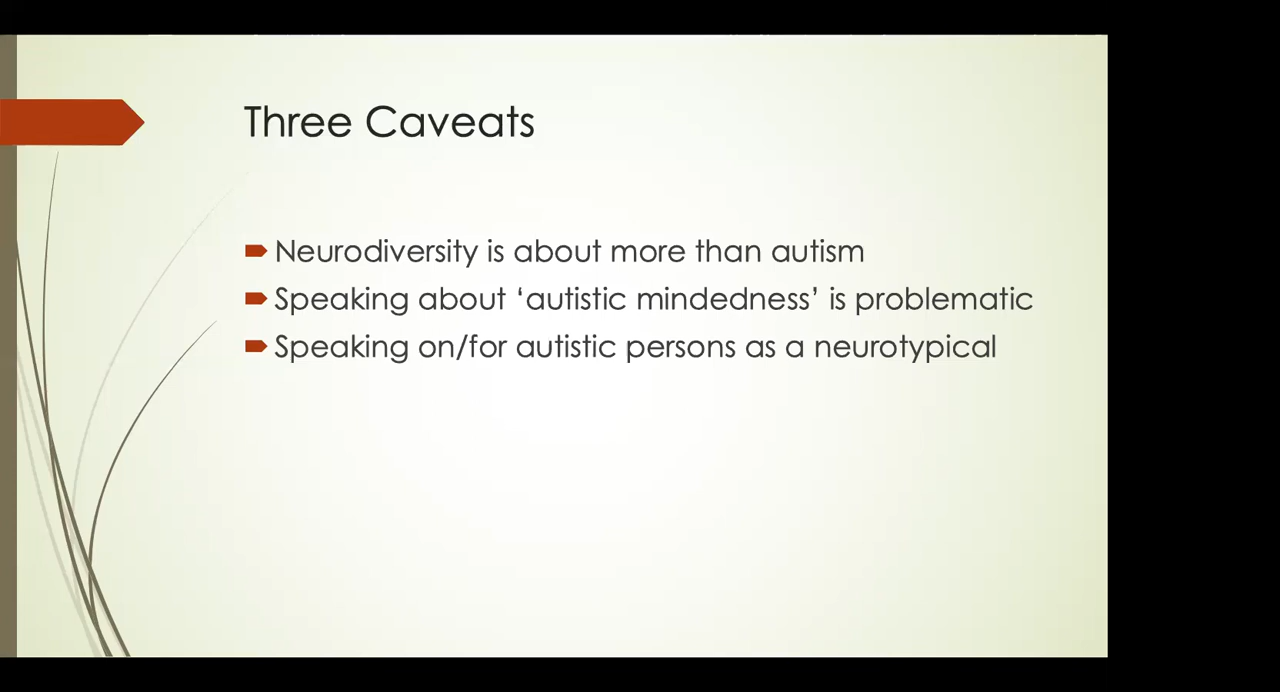 Three Caveats
Neurodiversity is about more than autism
Speaking about ‘autistic mindedness’ is problematic
Speaking on/for autistic persons as a neurotypical